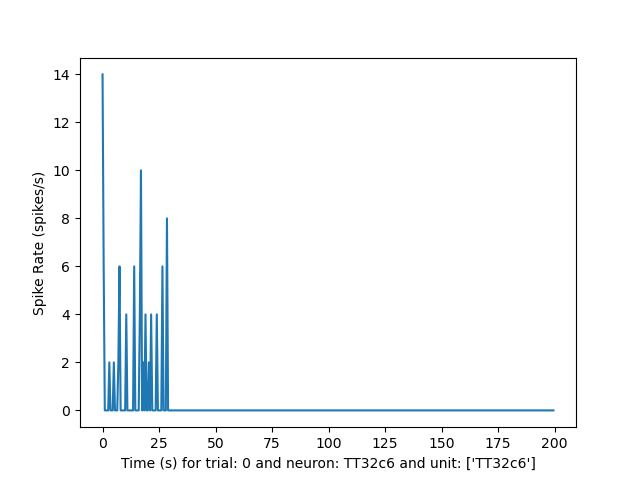 14
12
10
8
6
4
2
0
Spike Rate (spikes/s)
0 25 50 75 100 125 150 175 200
Time (s) for trial: 0 and neuron: TT32c6 and unit: ['TT32c6']